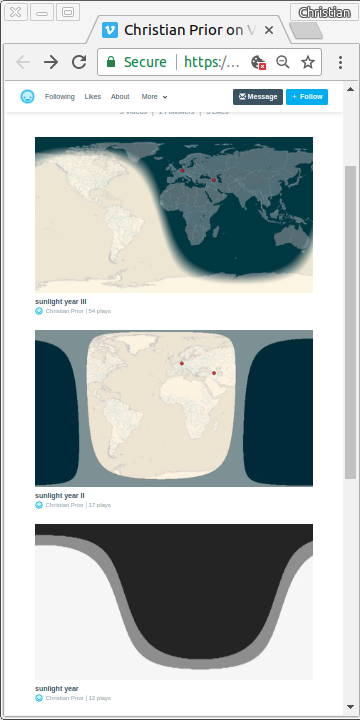 Christian
Christian Prior on V
Secure https:/...
Following Likes About More Message + Follow
3 Videos | 2 Followers | 3 Likes
sunlight year III
Christian Prior | 54 plays
sunlight year II
Christian Prior | 17 plays
sunlight year
Christian Prior | 12 plays